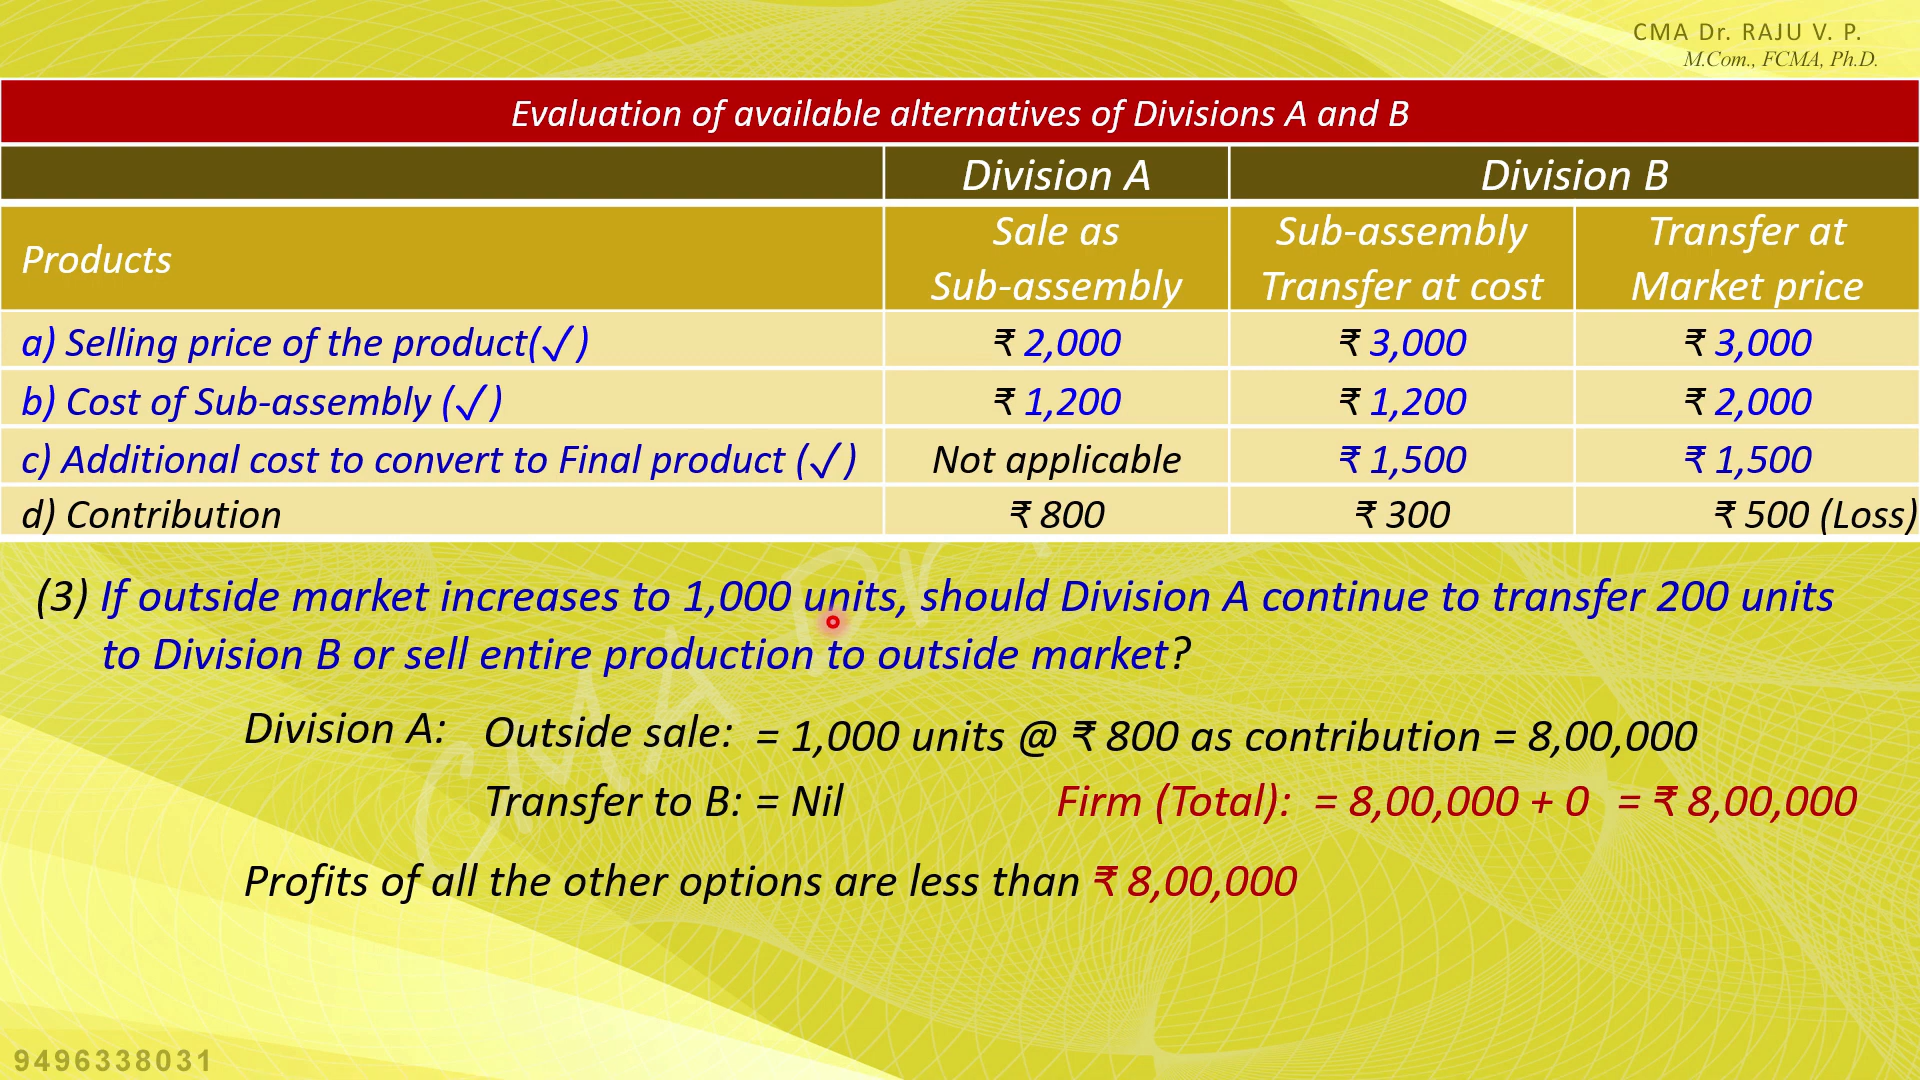 CMA Dr. RAJU V. P.
M.Com., FCMA, Ph.D.
Evaluation of available alternatives of Divisions A and B
Division A Division B
Products Sale as Sub-assembly Sub-assembly Transfer at cost Transfer at Market price
a) Selling price of the product(✓) ₹ 2,000 ₹ 3,000 ₹ 3,000
b) Cost of Sub-assembly (✓) ₹ 1,200 ₹ 1,200 ₹ 2,000
c) Additional cost to convert to Final product (✓) Not applicable ₹ 1,500 ₹ 1,500
d) Contribution ₹ 800 ₹ 300 ₹ 500 (Loss)
(3) If outside market increases to 1,000 units, should Division A continue to transfer 200 units
to Division B or sell entire production to outside market?
Division A: Outside sale: = 1,000 units @ ₹ 800 as contribution = 8,00,000
Transfer to B: = Nil Firm (Total): = 8,00,000 + 0 = ₹ 8,00,000
Profits of all the other options are less than ₹ 8,00,000
CMA Dr
9496338031